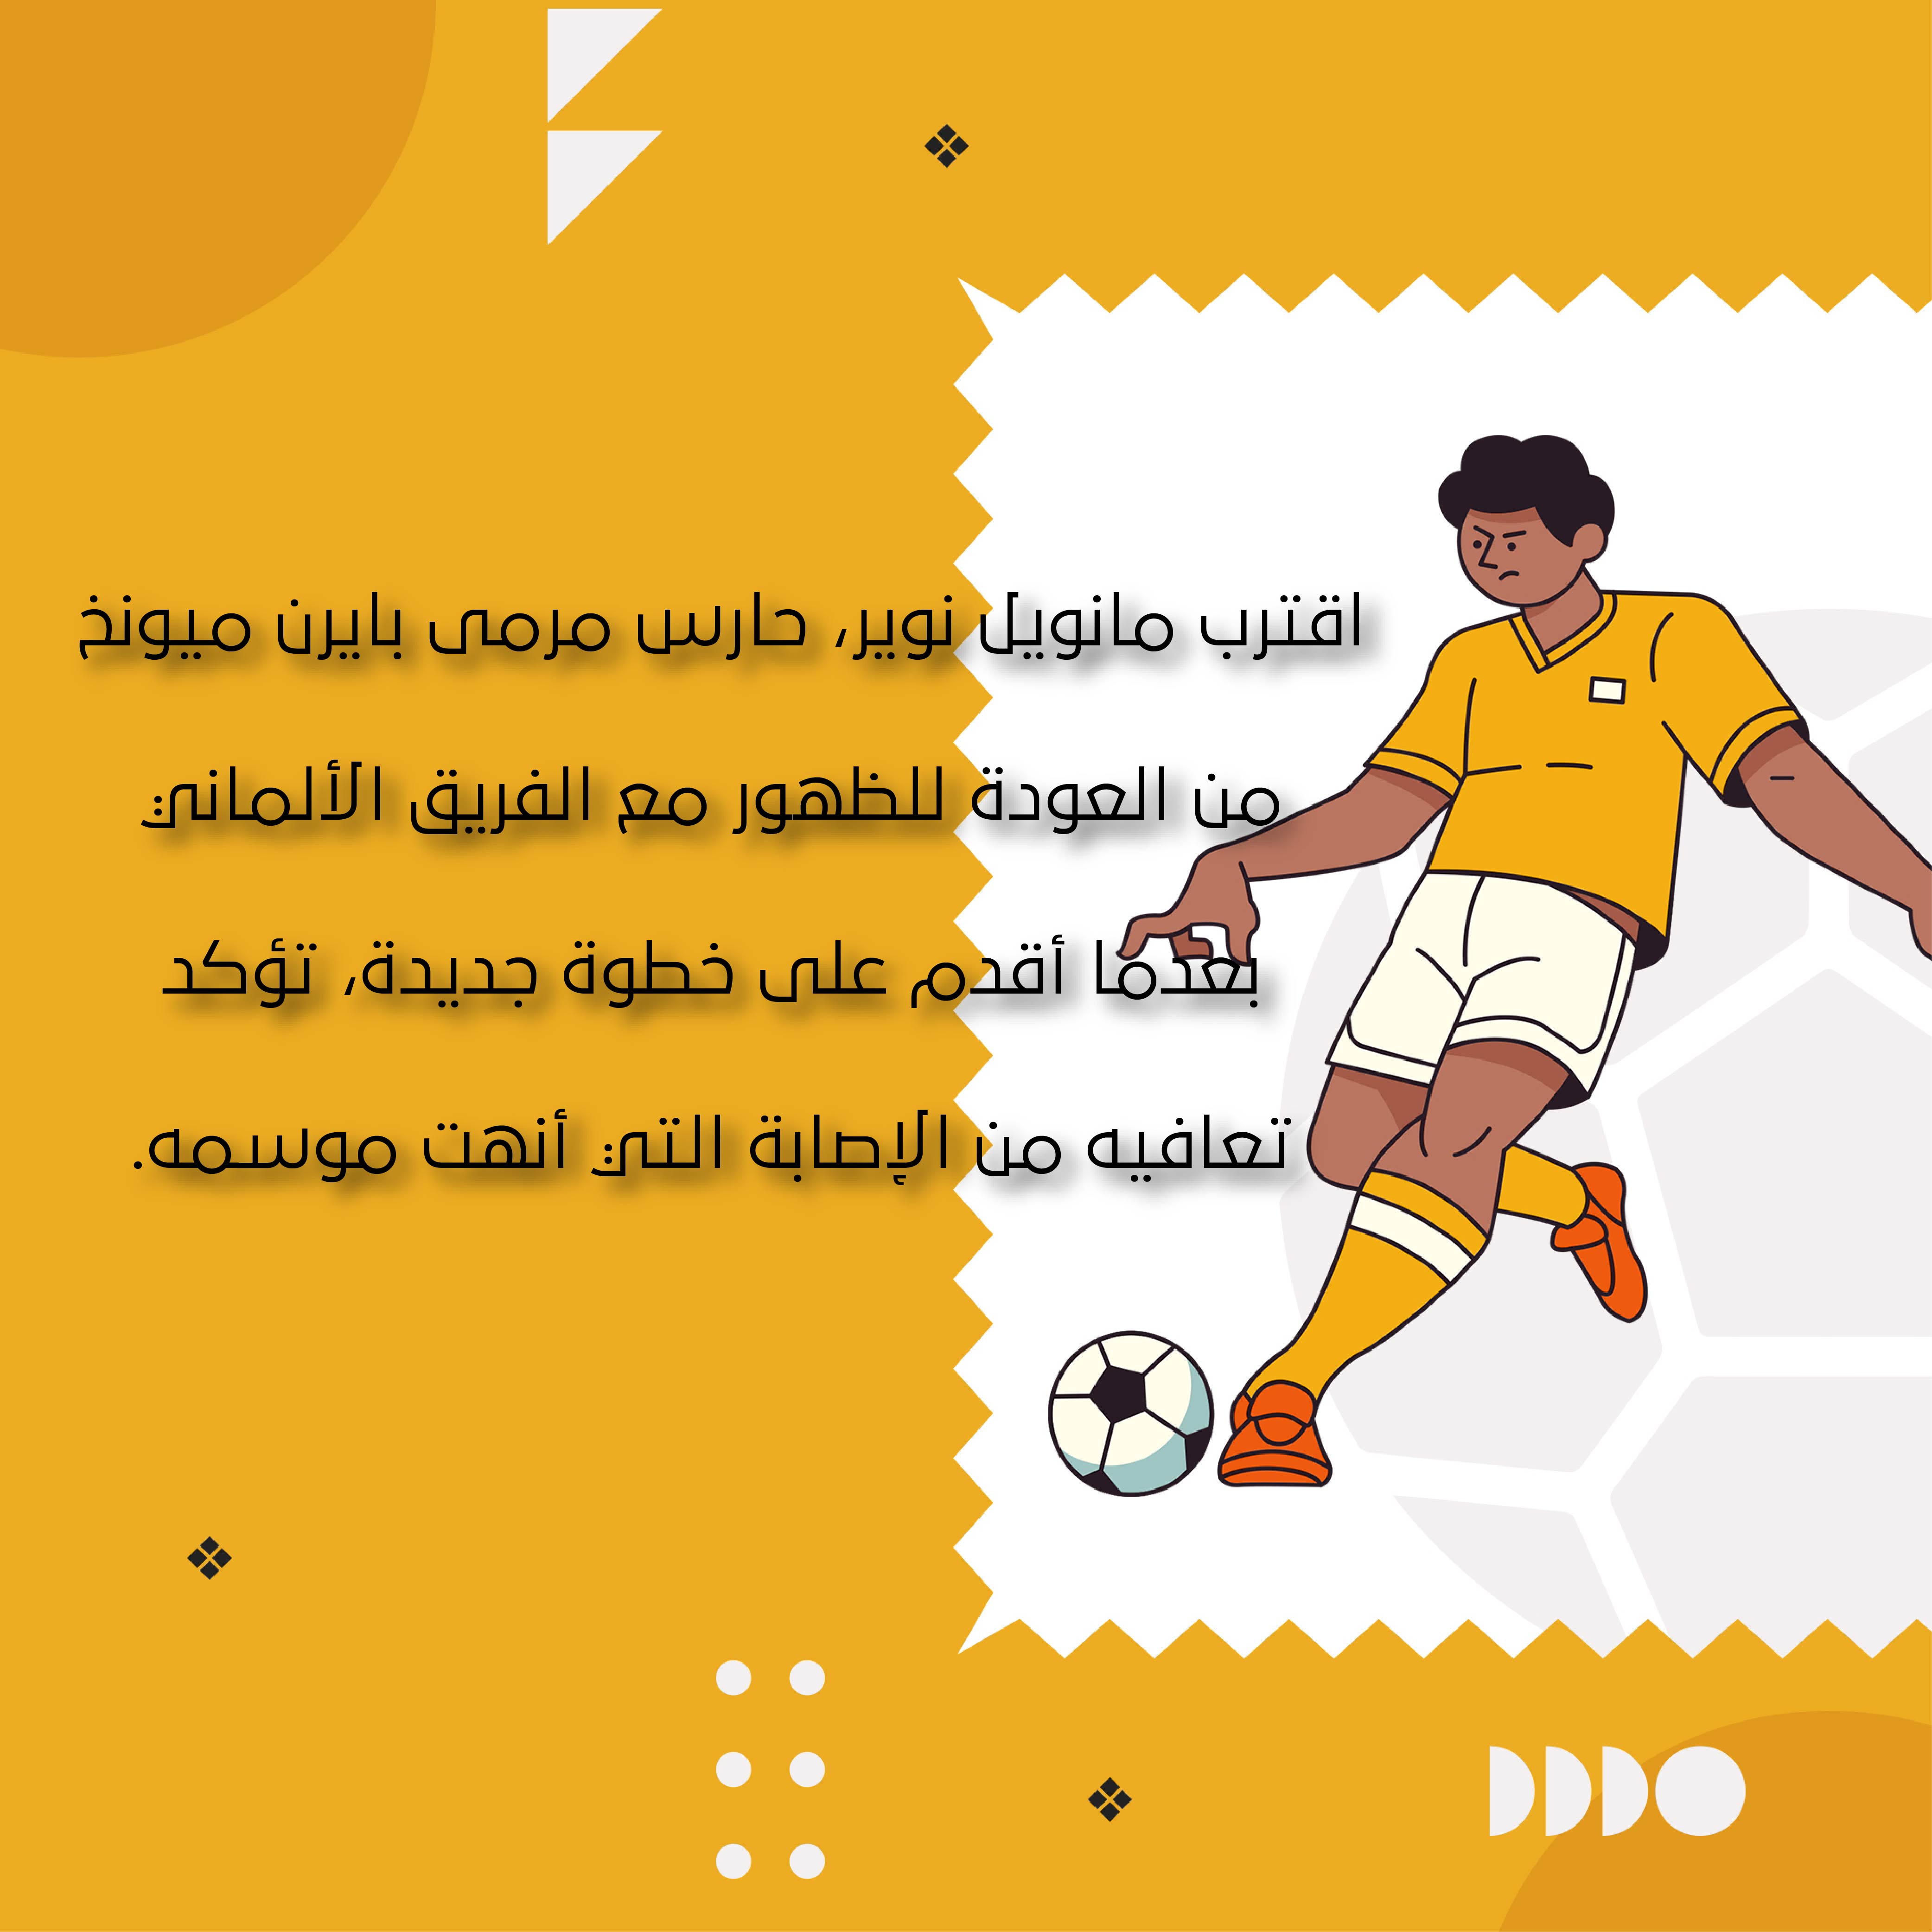 اقترب مانويل نوير، حارس مرمى بايرن ميونخ
من العودة للظهور مع الفريق الألماني
بعدما أقدم على خطوة جديدة، تؤكد
تعافيه من الإصابة التي أنهت موسمه.